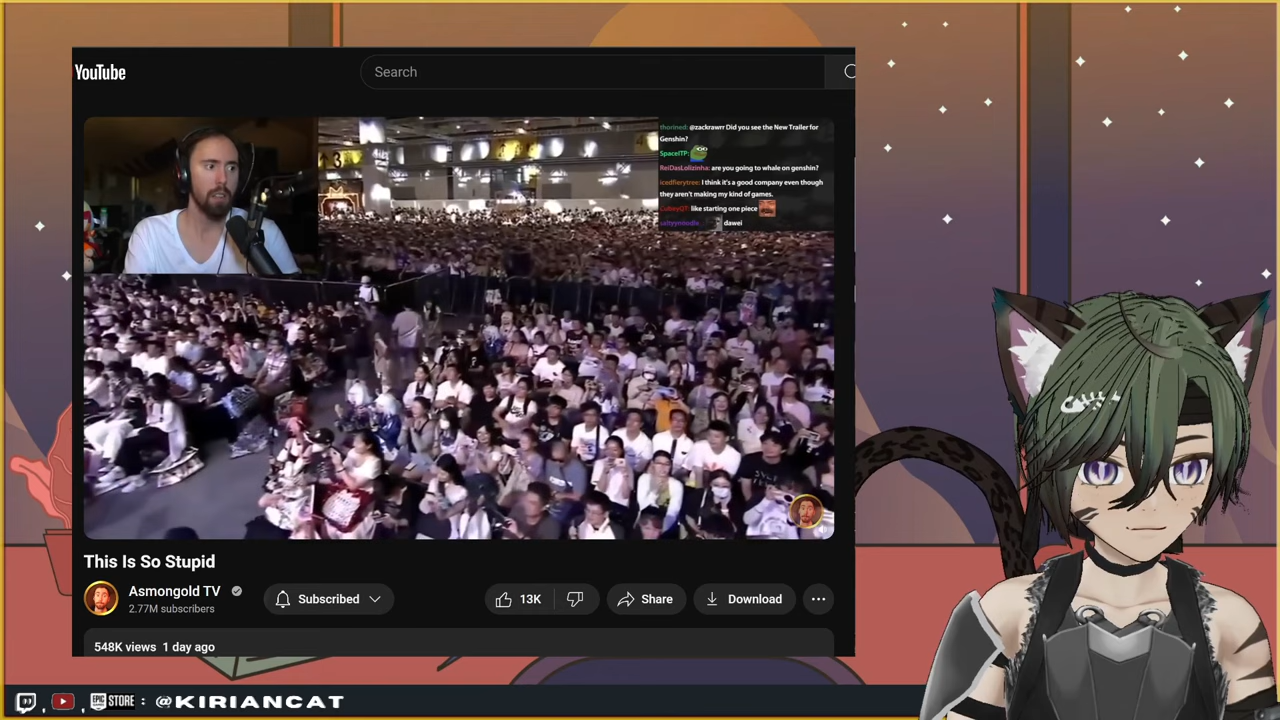 YouTube
Search
thorined: @zackrawrr Did you see the New Trailer for
Genshin?
SpaceITP:
ReiDasLolizinha: are you going to whale on genshin?
icedfierytree: I think it's a good company even though
they aren't making my kind of games.
like starting one piece
dawei
3
This Is So Stupid
Asmongold TV
2.77M subscribers
Subscribed
13K
Share
Download
548K views 1 day ago
EPIC STORE : @KIRIANCAT